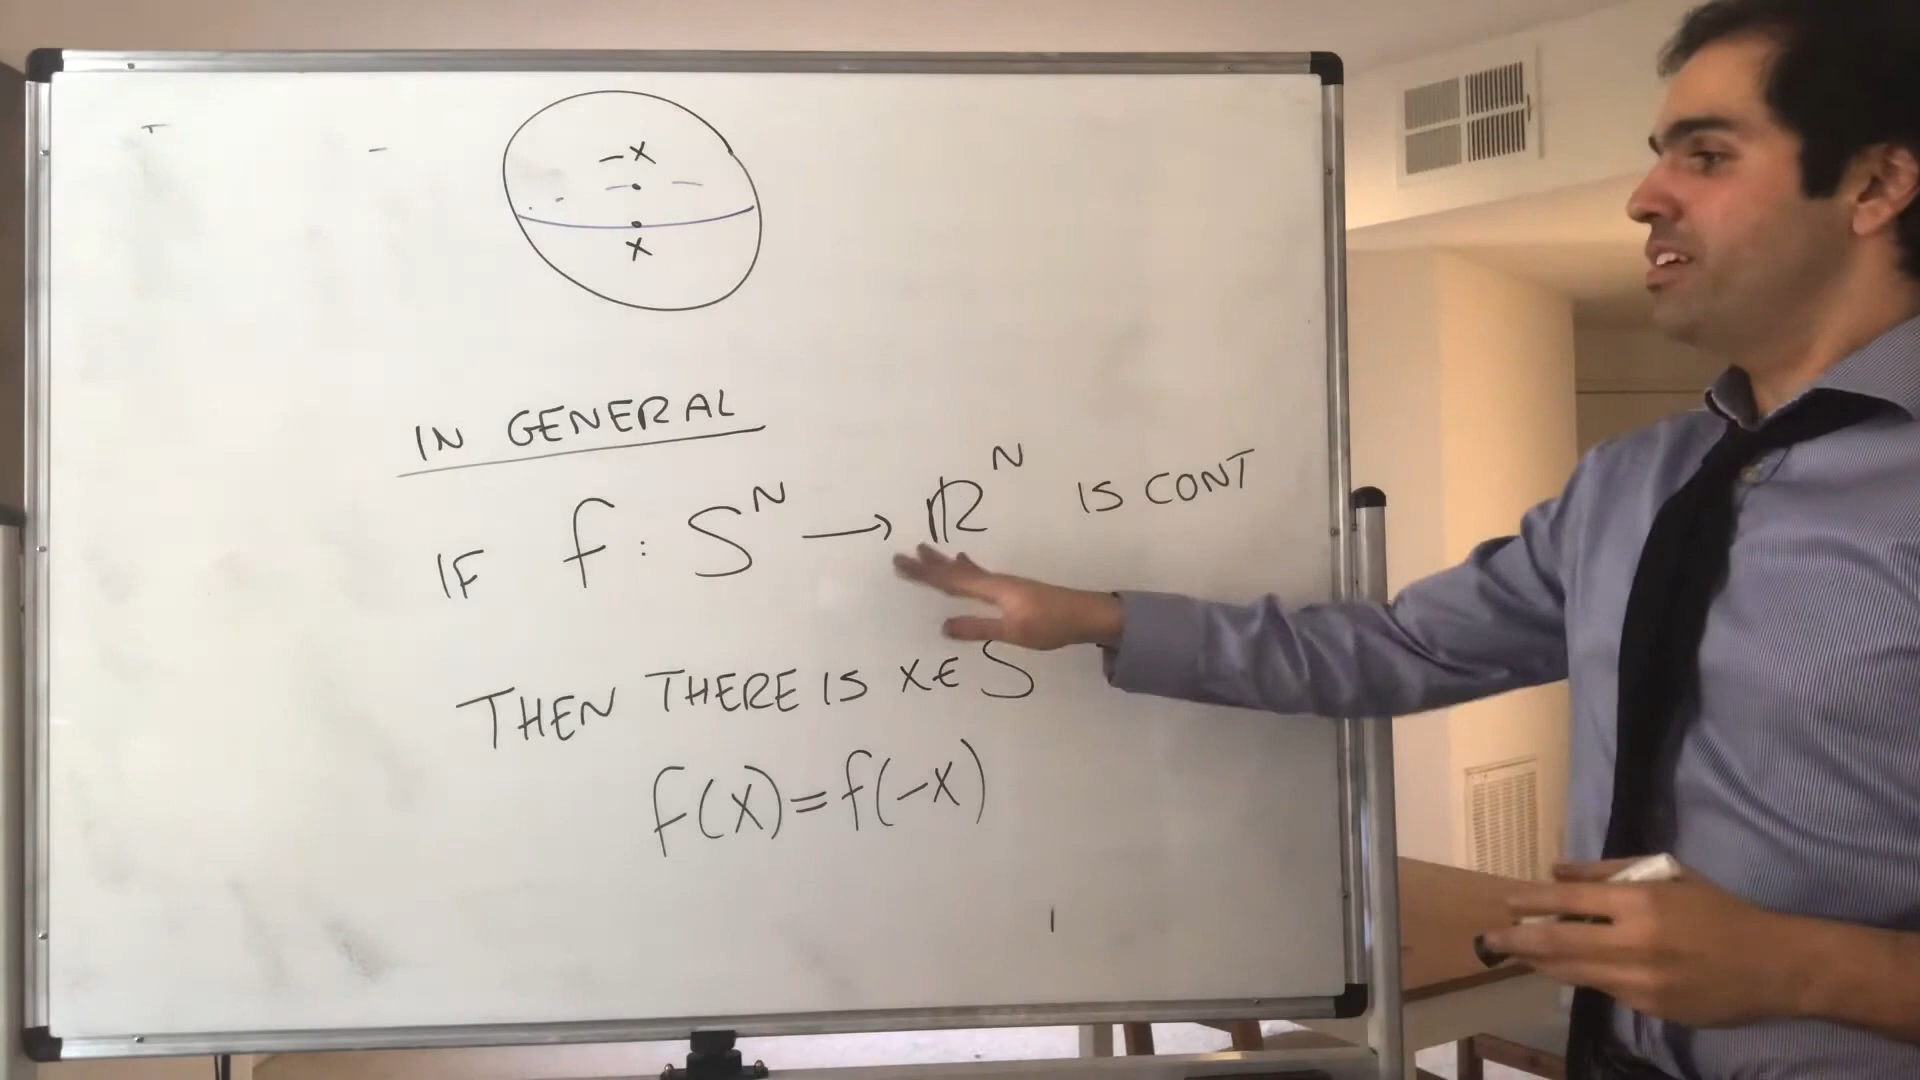 -x
x
IN GENERAL
IF f: S^N → ℝ^N IS CONT
THEN THERE IS x ∈ S
f(x)=f(-x)